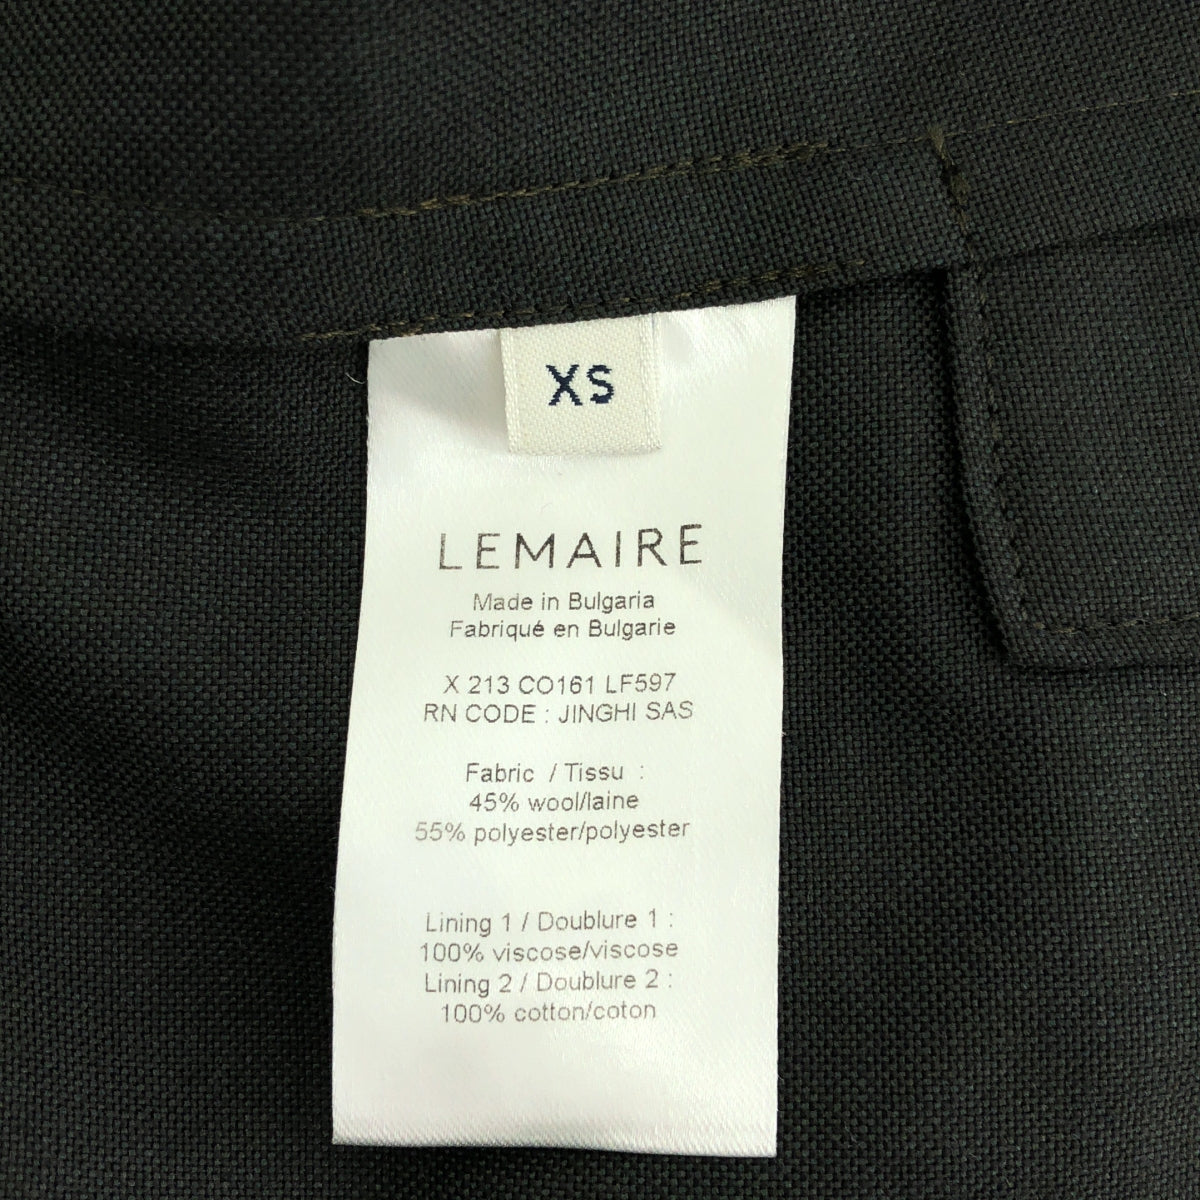 XS
LEMAIRE
Made in Bulgaria
Fabriqué en Bulgarie
X 213 CO161 LF597
RN CODE : JINGHI SAS
Fabric / Tissu :
45% wool/laine
55% polyester/polyester
Lining 1 / Doublure 1 :
100% viscose/viscose
Lining 2 / Doublure 2 :
100% cotton/coton